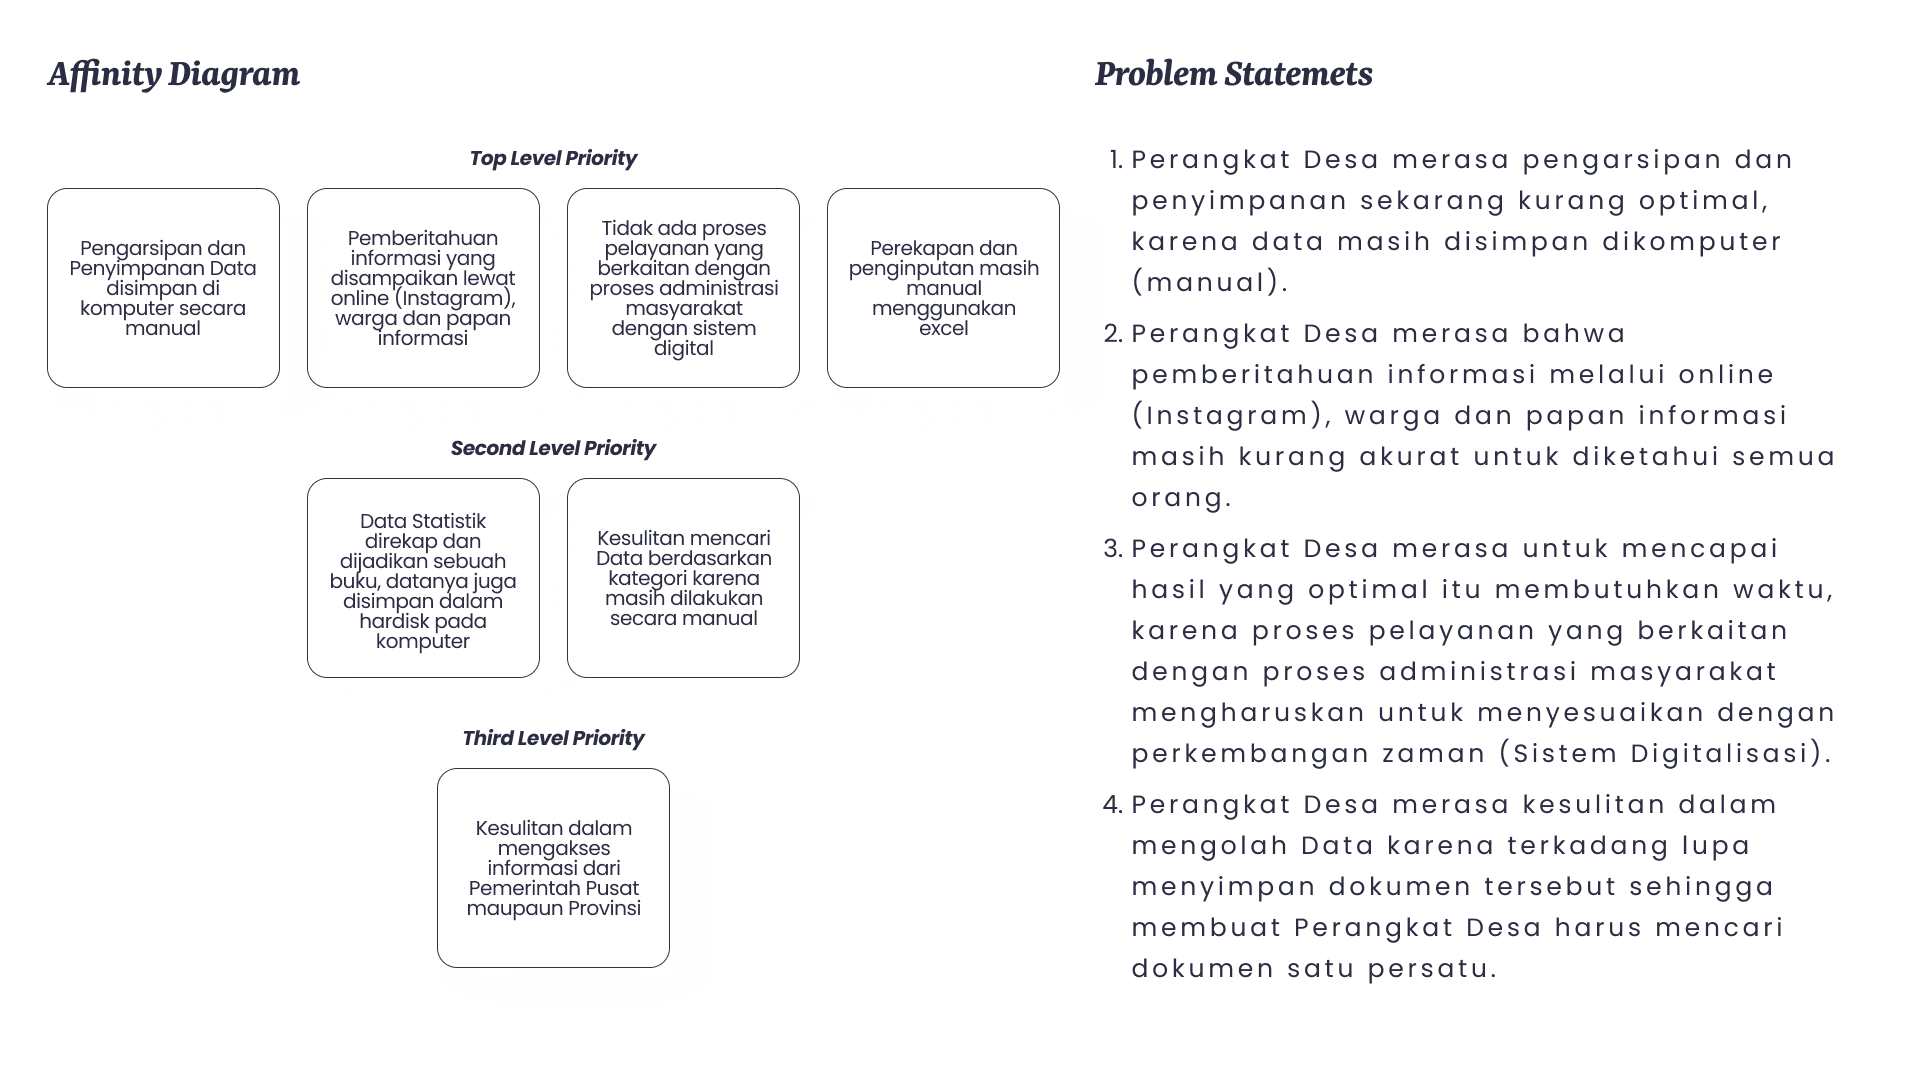 Affinity Diagram
Top Level Priority
Pengarsipan dan
Penyimpanan Data
disimpan di
komputer secara
manual
Pemberitahuan
informasi yang
disampaikan lewat
online (Instagram),
warga dan papan
informasi
Tidak ada proses
pelayanan yang
berkaitan dengan
proses administrasi
masyarakat
dengan sistem
digital
Perekapan dan
penginputan masih
manual
menggunakan
excel
Second Level Priority
Data Statistik
direkap dan
dijadikan sebuah
buku, datanya juga
disimpan dalam
hardisk pada
komputer
Kesulitan mencari
Data berdasarkan
kategori karena
masih dilakukan
secara manual
Third Level Priority
Kesulitan dalam
mengakses
informasi dari
Pemerintah Pusat
maupaun Provinsi
Problem Statemets
1. Perangkat Desa merasa pengarsipan dan
penyimpanan sekarang kurang optimal,
karena data masih disimpan dikomputer
(manual).
2. Perangkat Desa merasa bahwa
pemberitahuan informasi melalui online
(Instagram), warga dan papan informasi
masih kurang akurat untuk diketahui semua
orang.
3. Perangkat Desa merasa untuk mencapai
hasil yang optimal itu membutuhkan waktu,
karena proses pelayanan yang berkaitan
dengan proses administrasi masyarakat
mengharuskan untuk menyesuaikan dengan
perkembangan zaman (Sistem Digitalisasi).
4. Perangkat Desa merasa kesulitan dalam
mengolah Data karena terkadang lupa
menyimpan dokumen tersebut sehingga
membuat Perangkat Desa harus mencari
dokumen satu persatu.